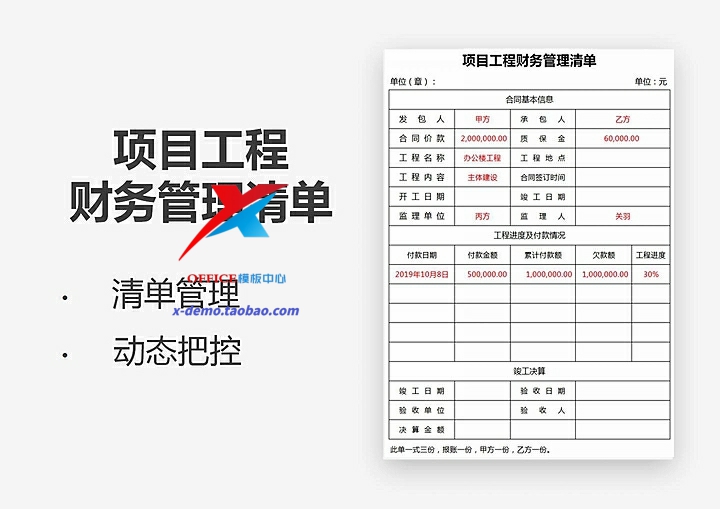 项目工程
财务管理清单
OFFICE模板中心
· 清单管理
x-demo.taobao.com
· 动态把控
项目工程财务管理清单
单位（章）： 单位：元
合同基本信息
发 包 人 甲方 承 包 人 乙方
合 同 价 款 2,000,000.00 质 保 金 60,000.00
工 程 名 称 办公楼工程 工 程 地 点
工 程 内 容 主体建设 合同签订时间
开 工 日 期 竣 工 日 期
监 理 单 位 丙方 监 理 人 关羽
工程进度及付款情况
付款日期 付款金额 累计付款额 欠款额 工程进度
2019年10月8日 500,000.00 1,000,000.00 1,000,000.00 30%
竣工决算
竣 工 日 期 验 收 日 期
验 收 单 位 验 收 人
决 算 金 额
此单一式三份，报账一份，甲方一份，乙方一份。